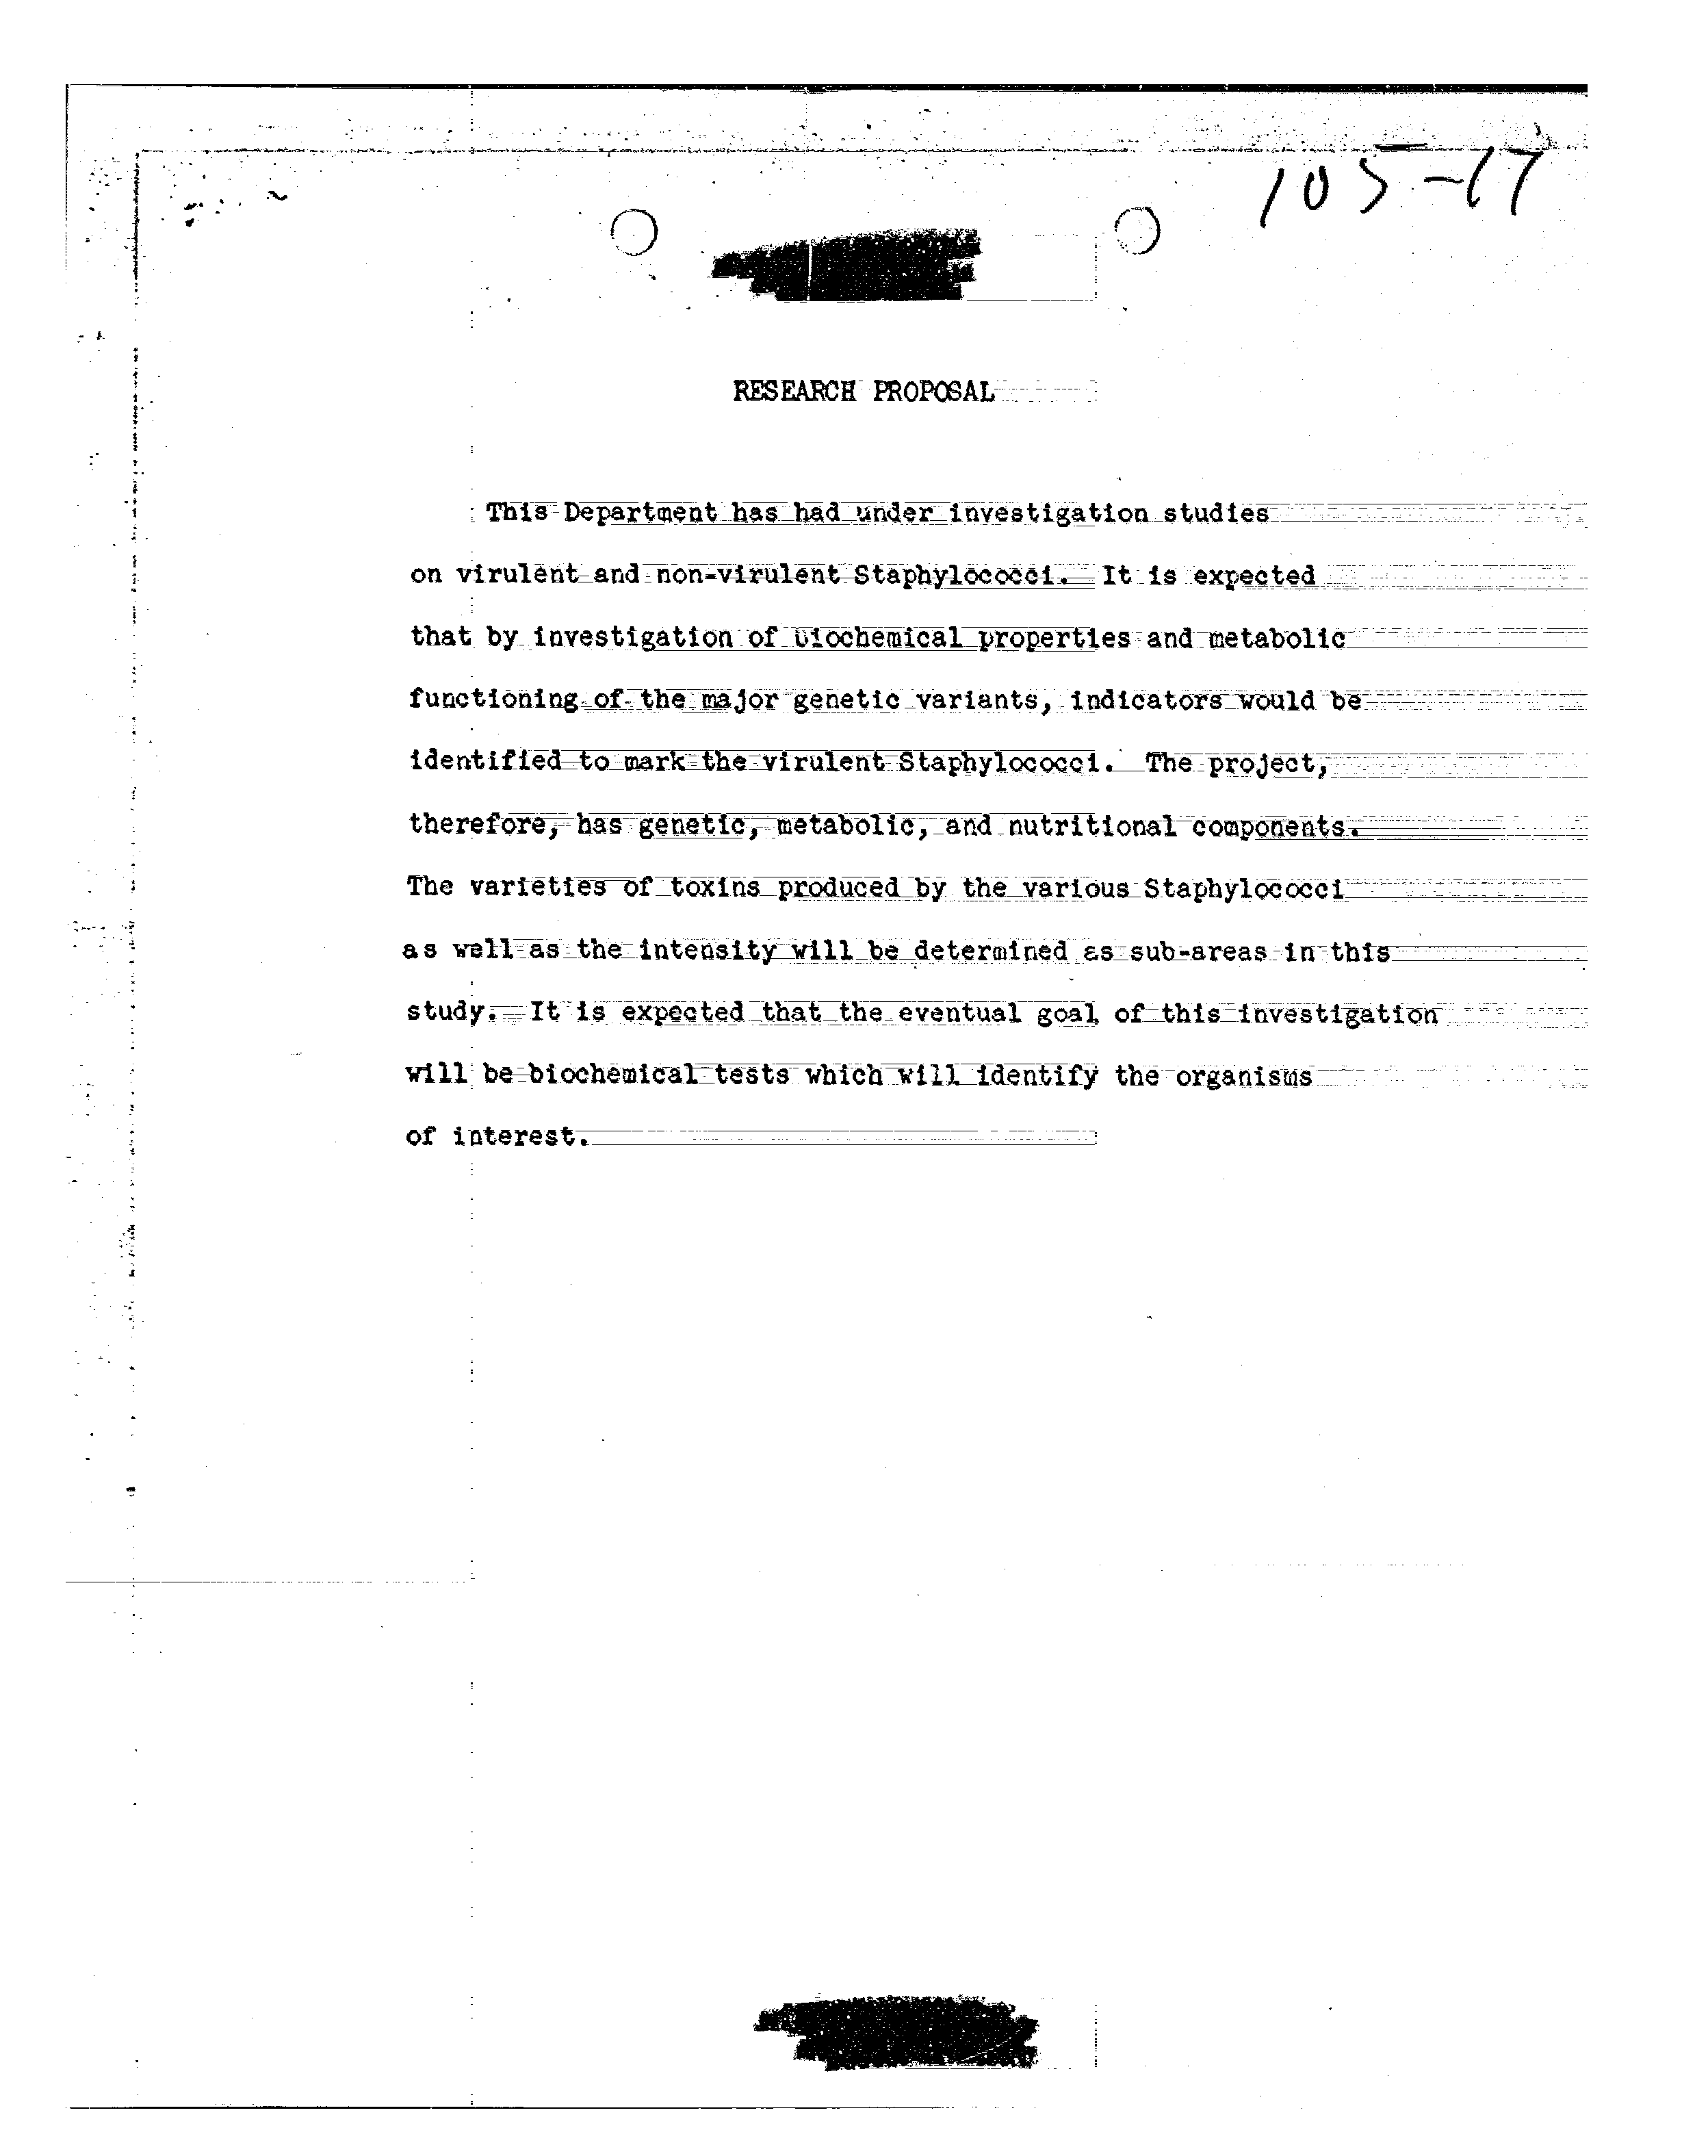 105-17
RESEARCH PROPOSAL
This Department has had under investigation studies
on virulent and non-virulent Staphylococci. It is expected
that by investigation of biochemical properties and metabolic
functioning of the major genetic variants, indicators would be
identified to mark the virulent Staphylococci. The project,
therefore, has genetic, metabolic, and nutritional components.
The varieties of toxins produced by the various Staphylococci
as well as the intensity will be determined as sub-areas in this
study. It is expected that the eventual goal of this investigation
will be biochemical tests which will identify the organisms
of interest.